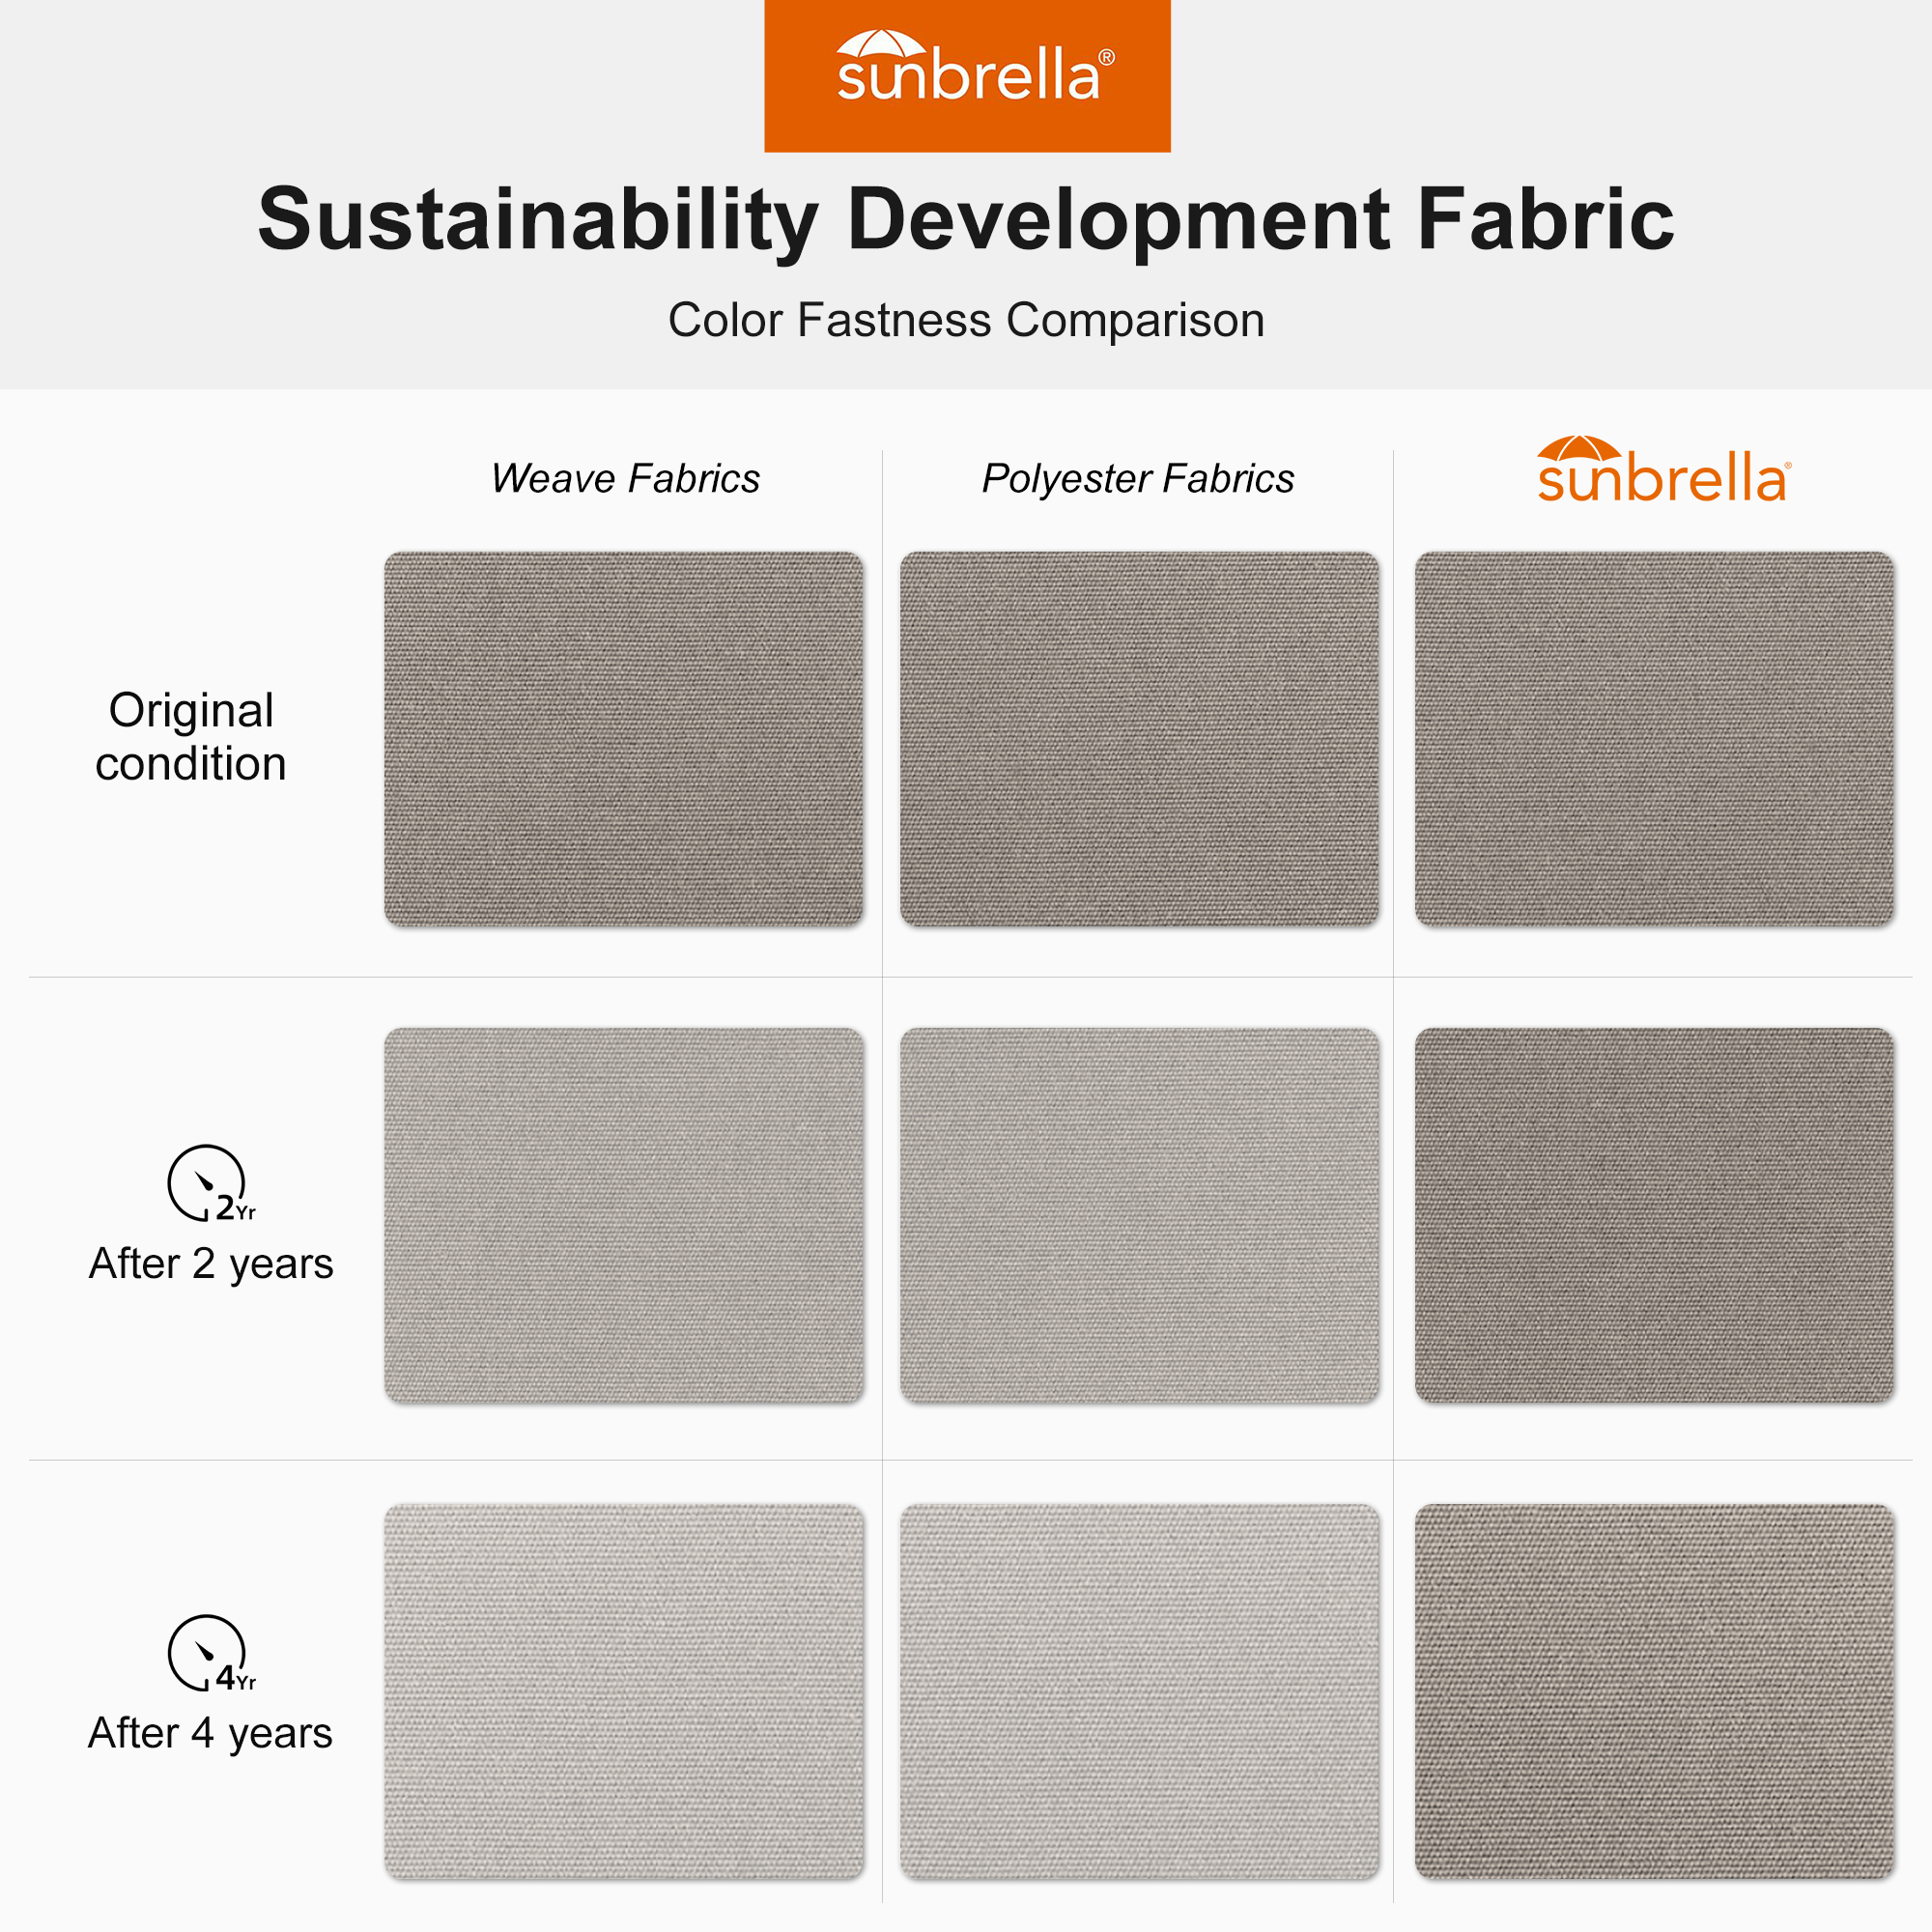 sunbrella®
Sustainability Development Fabric
Color Fastness Comparison
Weave Fabrics
Polyester Fabrics
sunbrella®
Original
condition
2Yr
After 2 years
4Yr
After 4 years